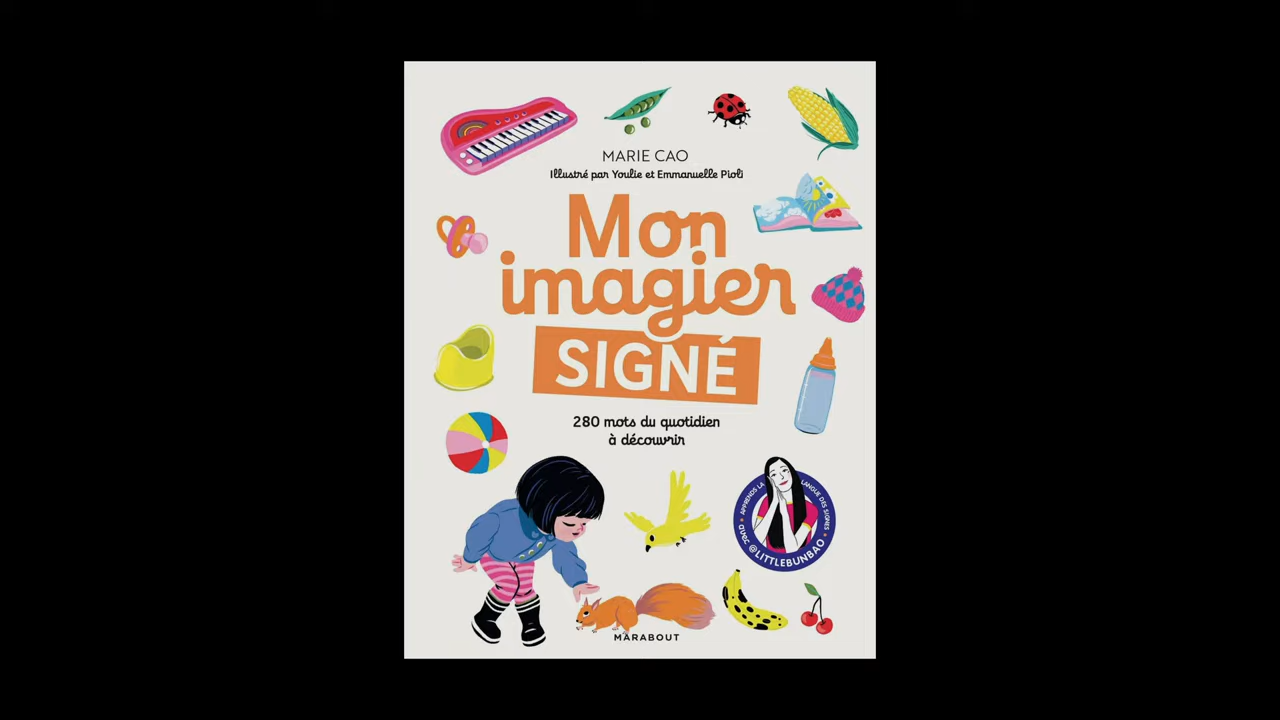 MARIE CAO
Illustré par Youlie et Emmanuelle Pioli
Mon
imagier
SIGNÉ
280 mots du quotidien
à découvrir
APPRENDS LA LANGUE DES SIGNES
avec @LITTLEBUNBAO
MARABOUT